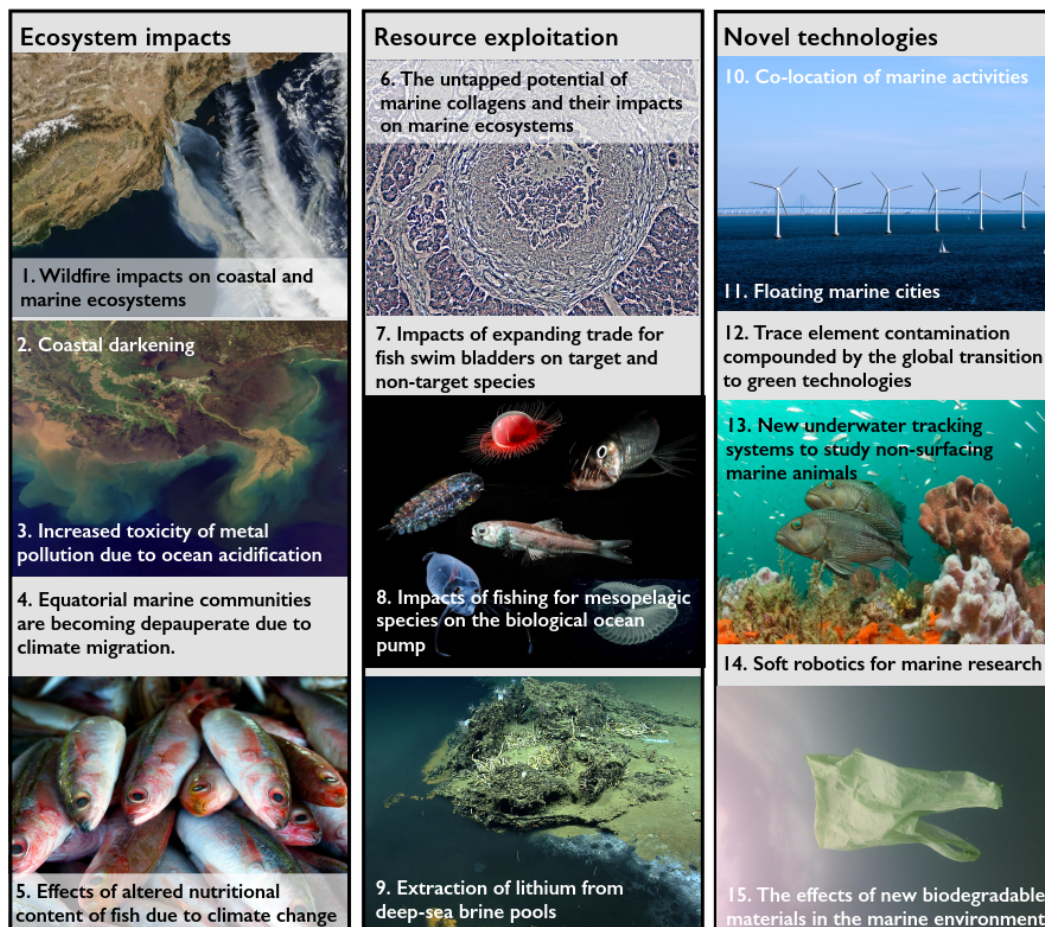 Ecosystem impacts
1. Wildfire impacts on coastal and
marine ecosystems
2. Coastal darkening
3. Increased toxicity of metal
pollution due to ocean acidification
4. Equatorial marine communities
are becoming depauperate due to
climate migration.
5. Effects of altered nutritional
content of fish due to climate change
Resource exploitation
6. The untapped potential of
marine collagens and their impacts
on marine ecosystems
7. Impacts of expanding trade for
fish swim bladders on target and
non-target species
8. Impacts of fishing for mesopelagic
species on the biological ocean
pump
9. Extraction of lithium from
deep-sea brine pools
Novel technologies
10. Co-location of marine activities
11. Floating marine cities
12. Trace element contamination
compounded by the global transition
to green technologies
13. New underwater tracking
systems to study non-surfacing
marine animals
14. Soft robotics for marine research
15. The effects of new biodegradable
materials in the marine environment